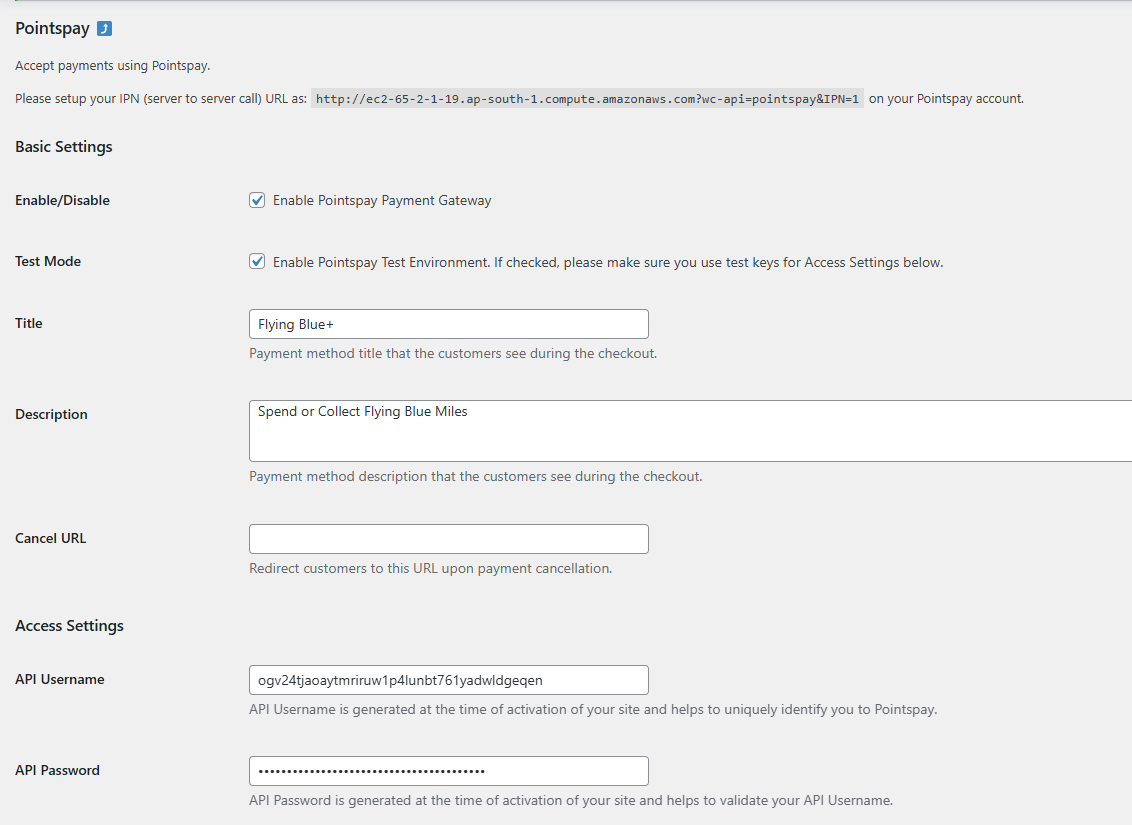 Pointspay
Accept payments using Pointspay.
Please setup your IPN (server to server call) URL as: http://ec2-65-2-1-19.ap-south-1.compute.amazonaws.com?wc-api=pointspay&IPN=1 on your Pointspay account.
Basic Settings
Enable/Disable
Enable Pointspay Payment Gateway
Test Mode
Enable Pointspay Test Environment. If checked, please make sure you use test keys for Access Settings below.
Title
Flying Blue+
Payment method title that the customers see during the checkout.
Description
Spend or Collect Flying Blue Miles
Payment method description that the customers see during the checkout.
Cancel URL
Redirect customers to this URL upon payment cancellation.
Access Settings
API Username
ogv24tjaoaytmriruw1p4lunbt761yadwldgeqen
API Username is generated at the time of activation of your site and helps to uniquely identify you to Pointspay.
API Password
••••••••••••••••••••••••••••••••••••••••
API Password is generated at the time of activation of your site and helps to validate your API Username.